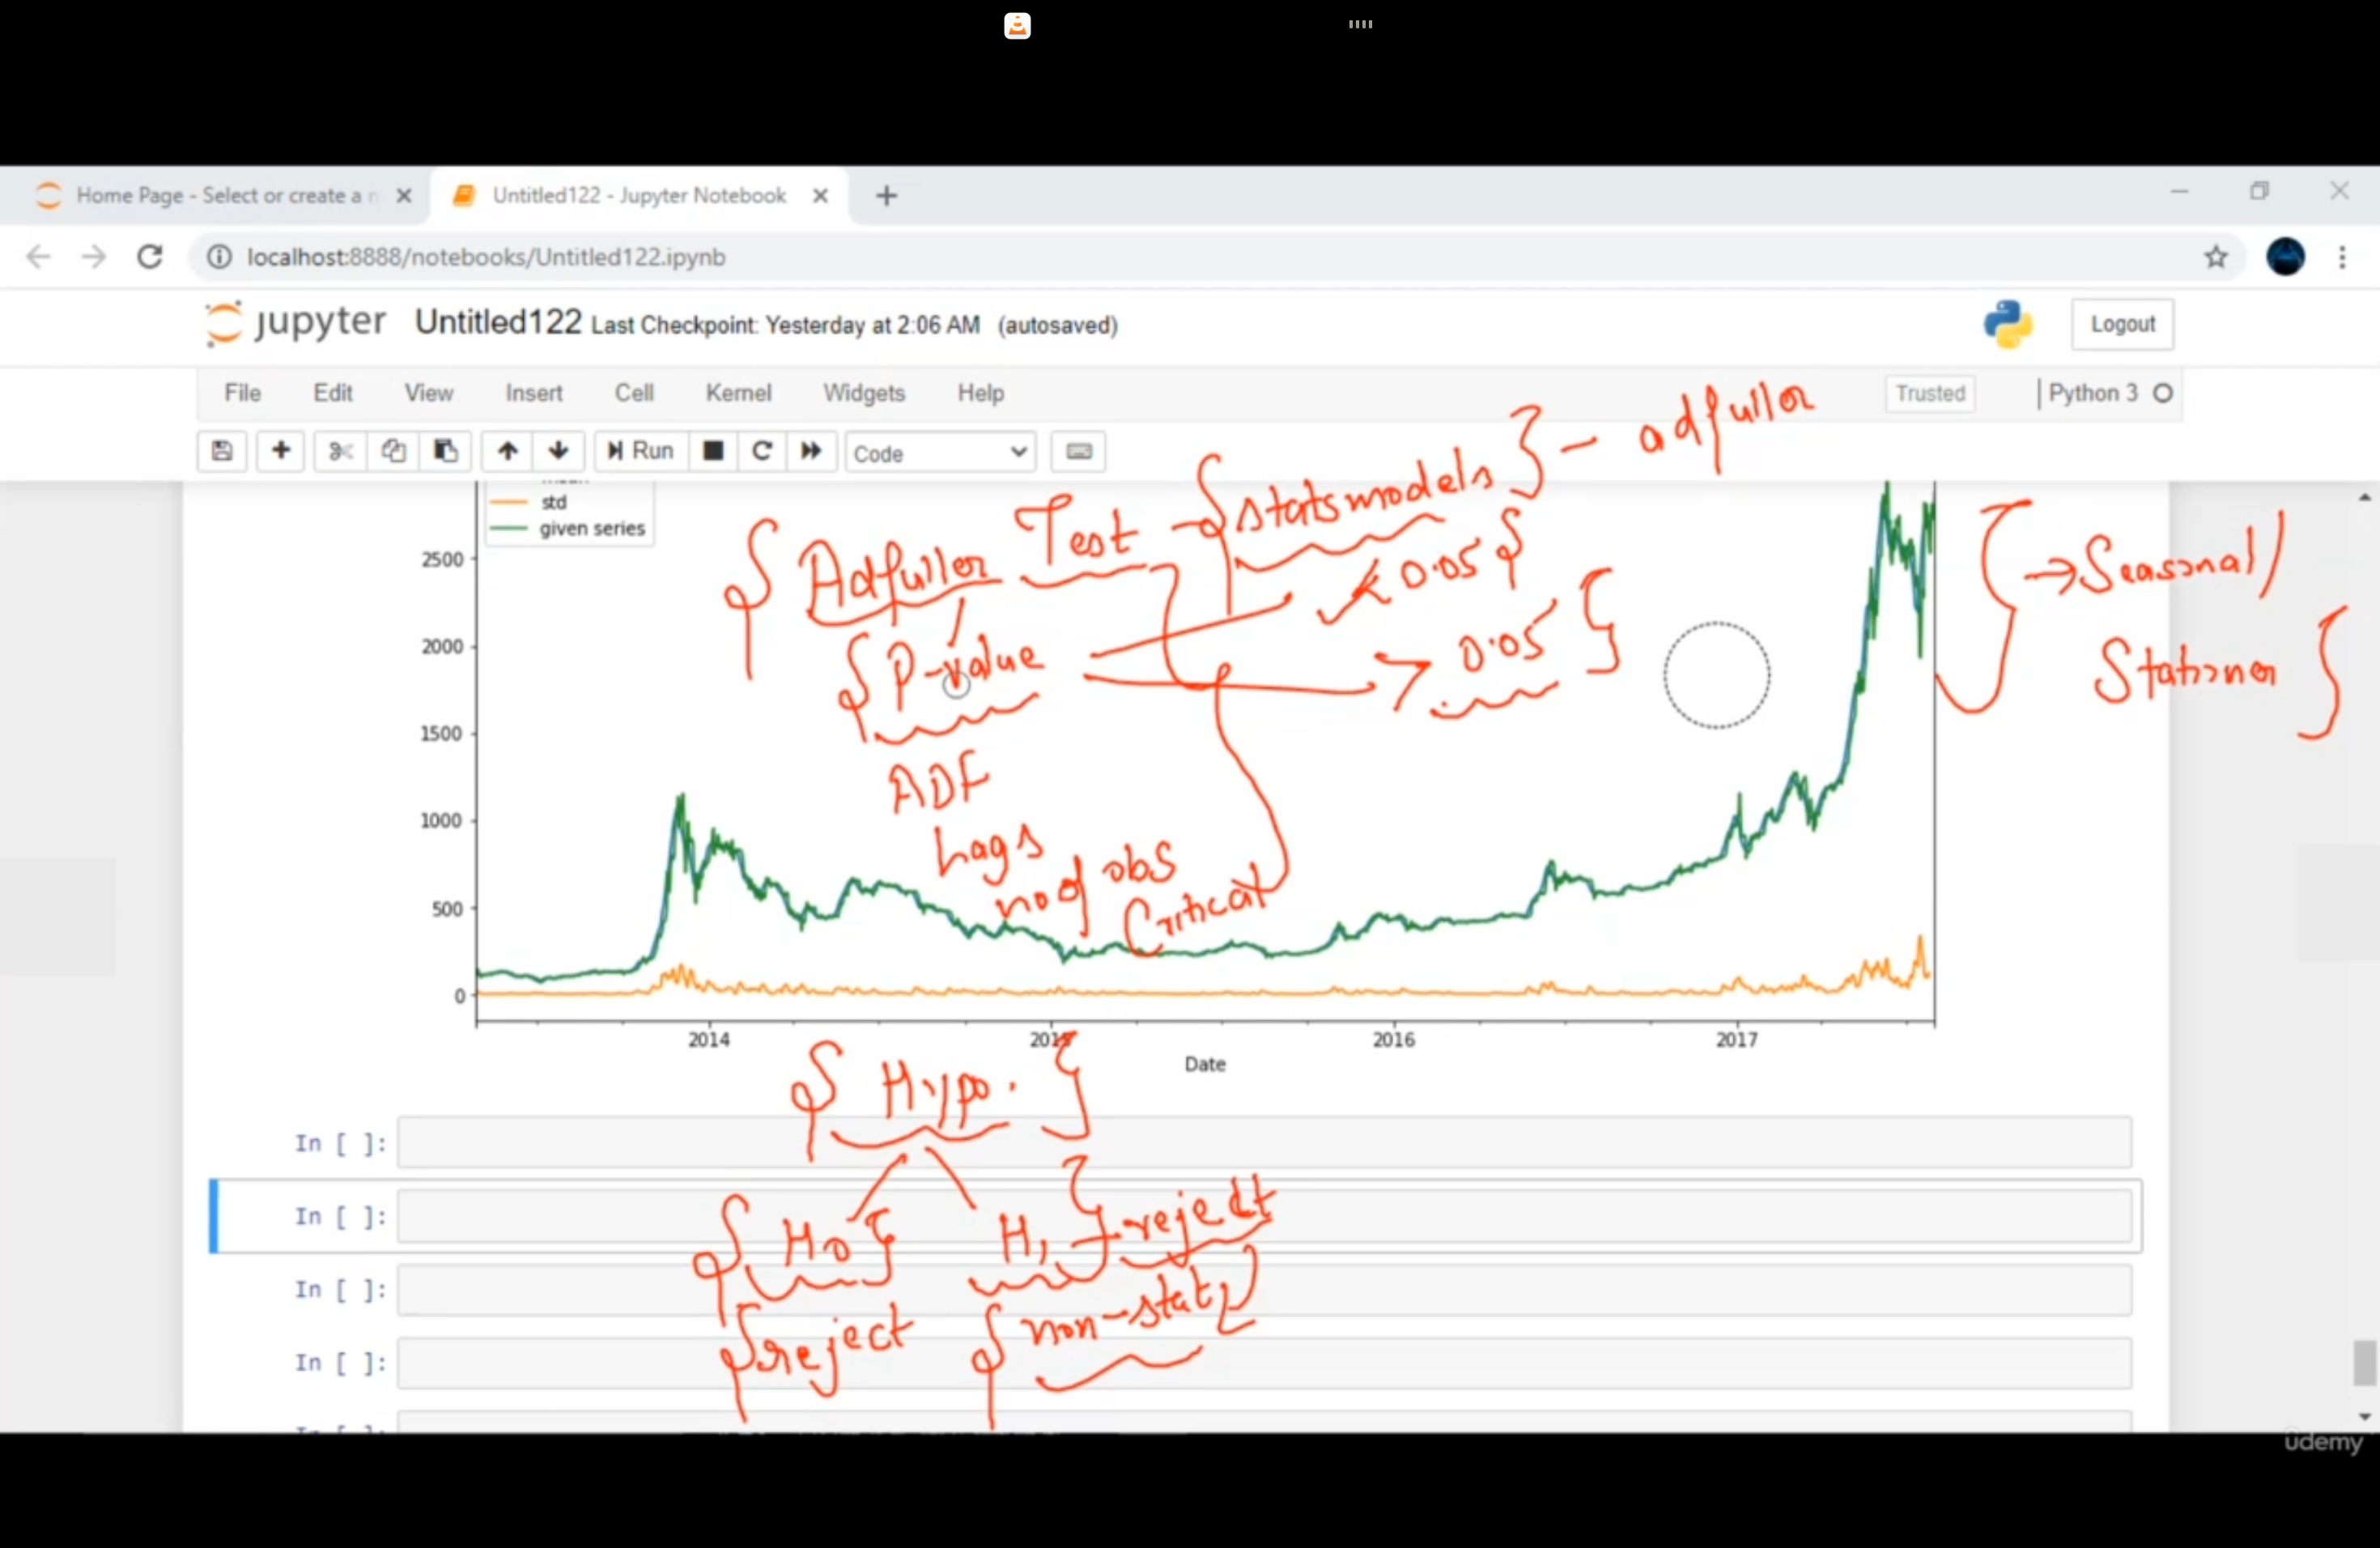 Home Page - Select or create a n
Untitled122 - Jupyter Notebook
localhost:8888/notebooks/Untitled122.ipynb
jupyter Untitled122 Last Checkpoint: Yesterday at 2:06 AM (autosaved)
Logout
File Edit View Insert Cell Kernel Widgets Help
Trusted
Python 3
Run
Code
std
given series
statsmodels } - adfuller
Adfuller Test
< 0.05
→ Seasonal /
P-value
> 0.05
ADF
Lags
no of obs
Critical
2500
2000
1500
1000
500
0
2014 2015 2016 2017
Date
Hypo.
H0 H1 reject
reject non-stat
In [ ]:
In [ ]:
In [ ]:
In [ ]:
ûdemy